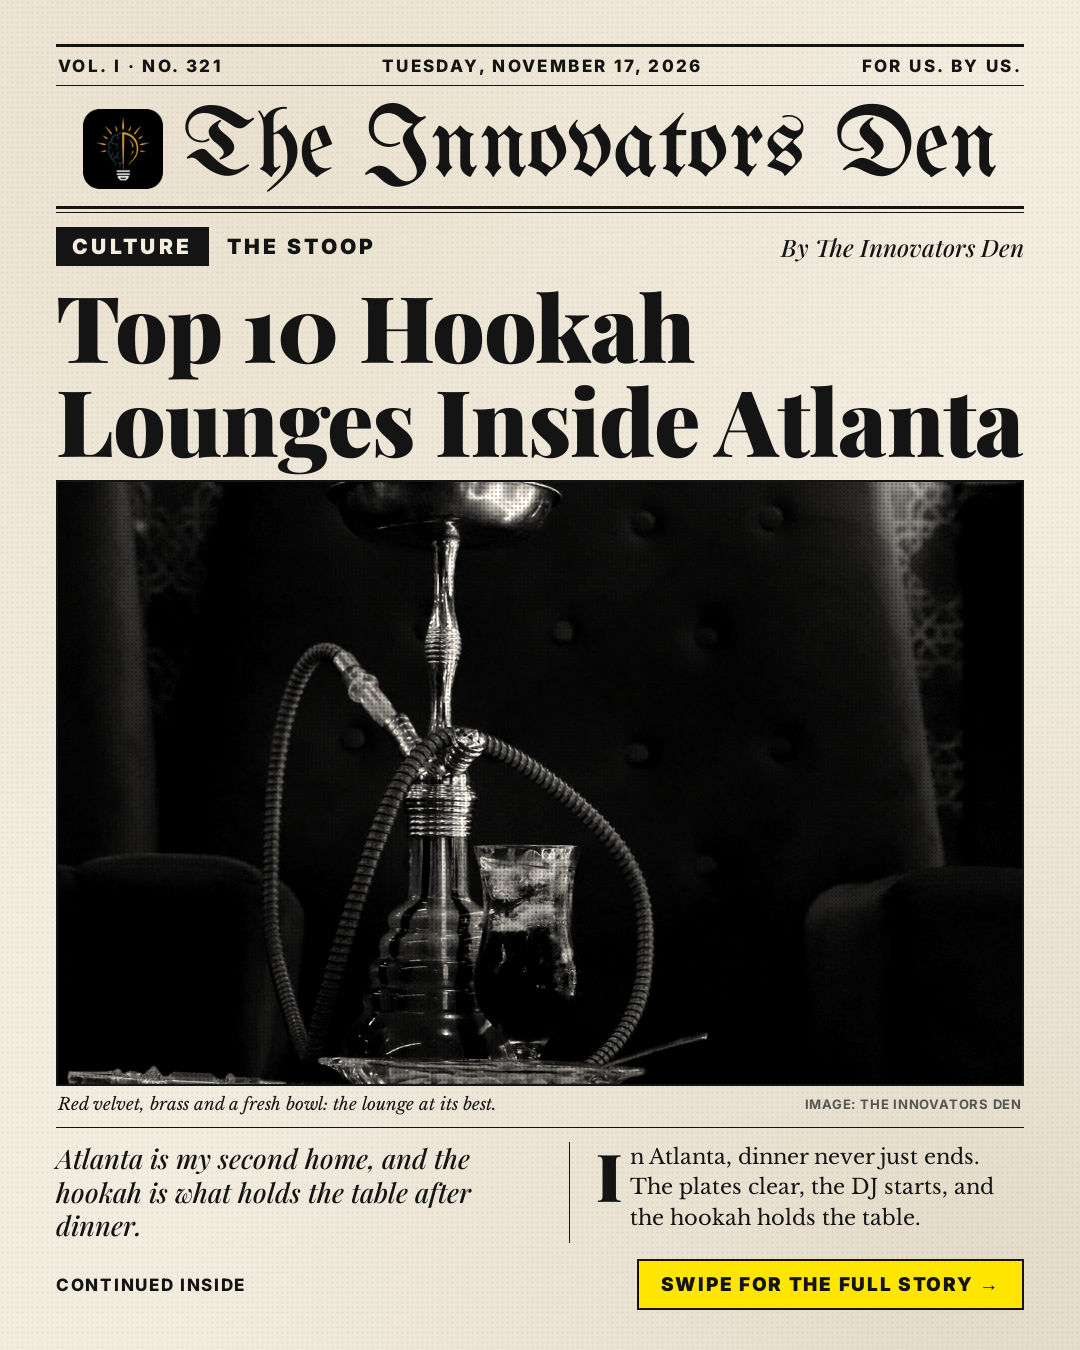 VOL. I · NO. 321
TUESDAY, NOVEMBER 17, 2026
FOR US. BY US.
The Innovators Den
CULTURE
THE STOOP
By The Innovators Den
Top 10 Hookah
Lounges Inside Atlanta
Red velvet, brass and a fresh bowl: the lounge at its best.
IMAGE: THE INNOVATORS DEN
Atlanta is my second home, and the
hookah is what holds the table after
dinner.
In Atlanta, dinner never just ends.
The plates clear, the DJ starts, and
the hookah holds the table.
CONTINUED INSIDE
SWIPE FOR THE FULL STORY →